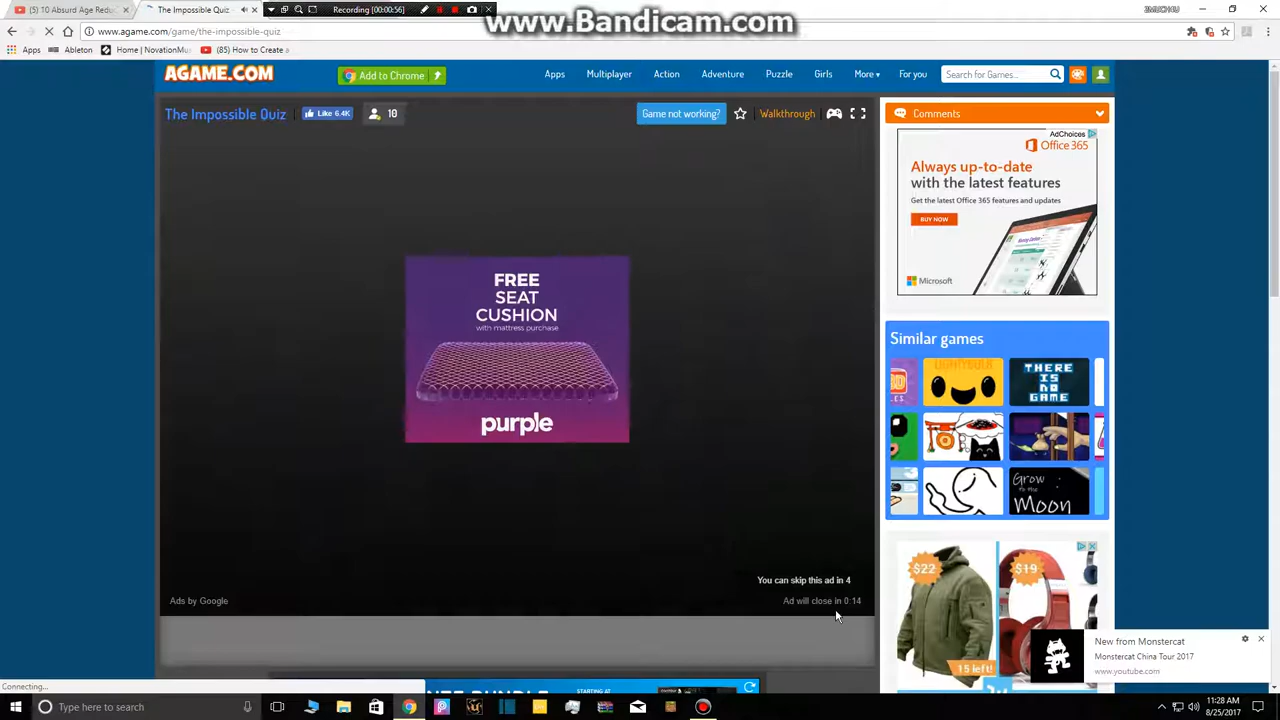 www.Bandicam.com
(5) 10 Absurd Age Reduc
The Impossible Quiz
Recording [00:00:56]
2MUCH4U
www.agame.com/game/the-impossible-quiz
Apps
Ableton
Home | NovationMus
(85) How to Create a
AGAME.COM
Add to Chrome
Apps
Multiplayer
Action
Adventure
Puzzle
Girls
More
For you
Search for Games...
The Impossible Quiz
Like 6.4K
10
Game not working?
Walkthrough
Comments
AdChoices
Office 365
Always up-to-date
with the latest features
Get the latest Office 365 features and updates
BUY NOW
Microsoft
FREE
SEAT
CUSHION
with mattress purchase
purple
Similar games
THERE
IS
NO
GAME
Grow
to the
Moon
You can skip this ad in 4
Ads by Google
Ad will close in 0:14
$22
$19
15 left!
New from Monstercat
Monstercat China Tour 2017
www.youtube.com
Connecting...
STARTING AT
Type here to search
11:28 AM
8/25/2017